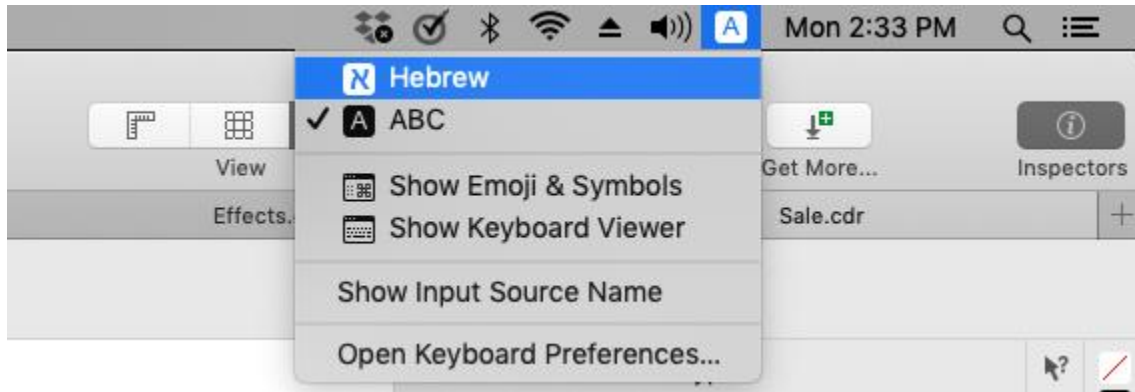 A Mon 2:33 PM
א Hebrew
✓ A ABC
View
Get More...
Inspectors
Show Emoji & Symbols
Effects.
Show Keyboard Viewer
Sale.cdr
Show Input Source Name
Open Keyboard Preferences...